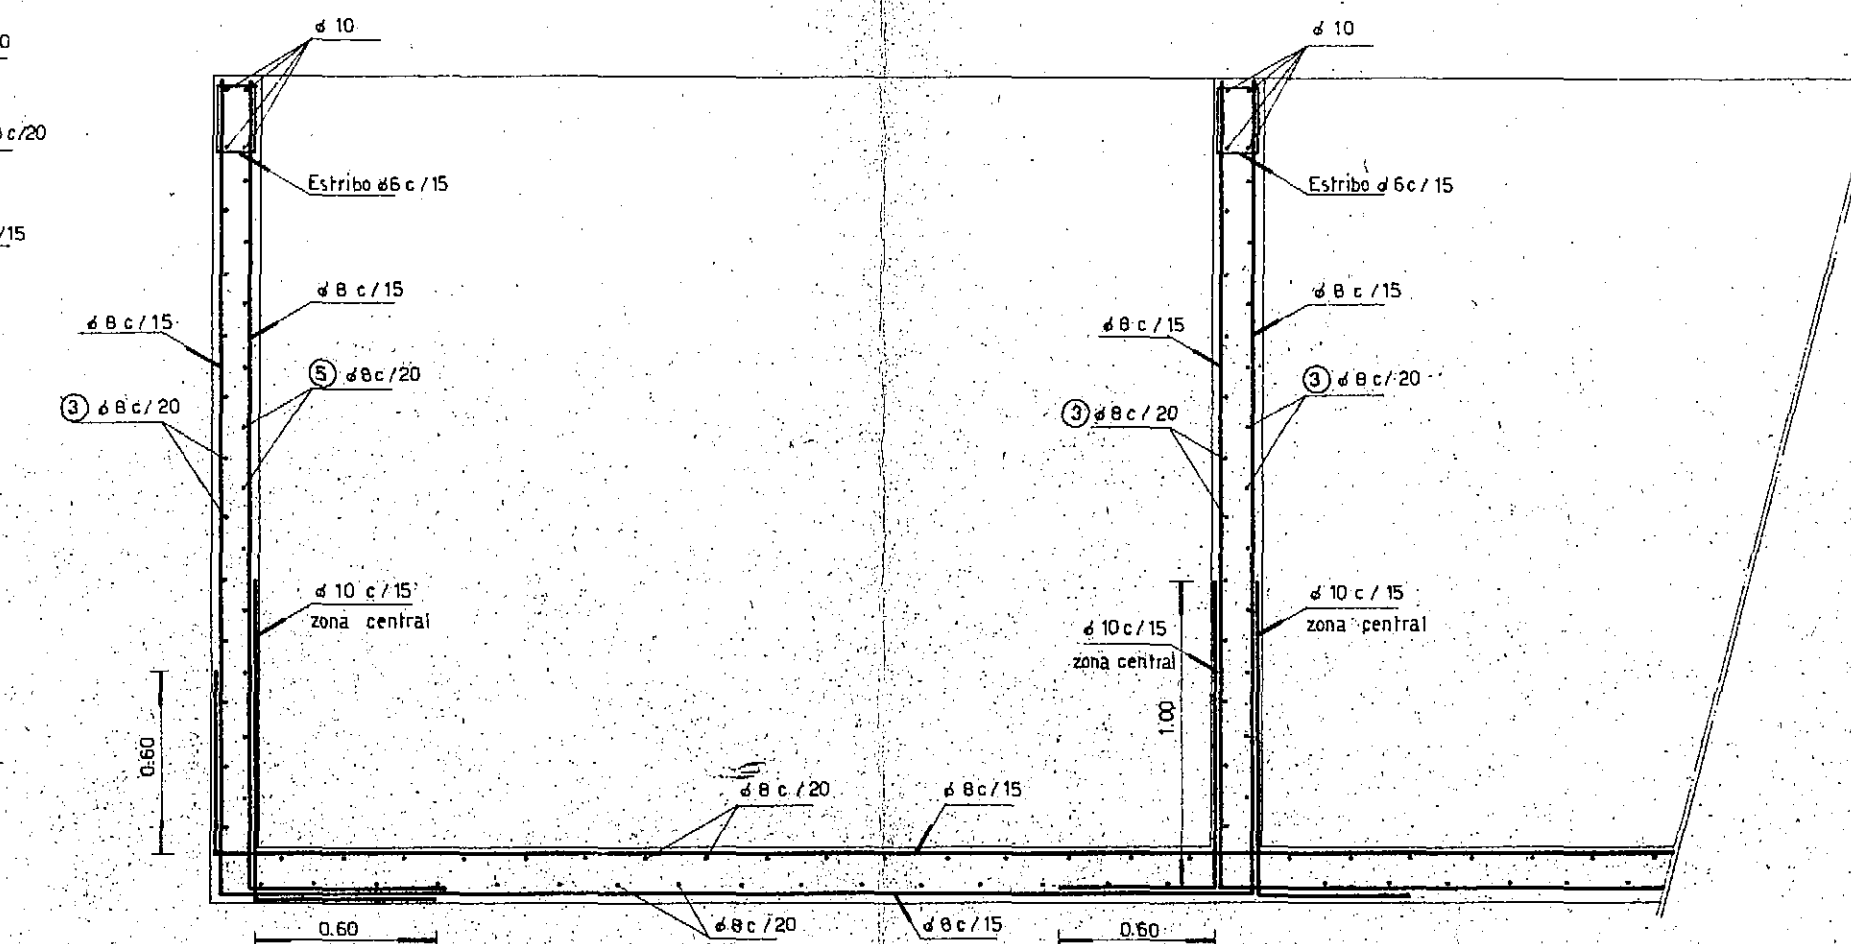 ø 10
ø 10
0
c/20
Estribo ø6 c/15
Estribo ø 6 c/15
/15
ø 8 c/15
ø 8 c/15
ø 8 c/15
ø 8 c/15
5 ø 8 c/20
3 ø 8 c/20
3 ø 8 c/20
3 ø 8 c/20
ø 10 c/15
zona central
ø 10 c/15
zona central
ø 10 c/15
zona central
0.60
1.00
ø 8 c/20
ø 8 c/15
ø 8 c/20
ø 8 c/15
0.60
0.60